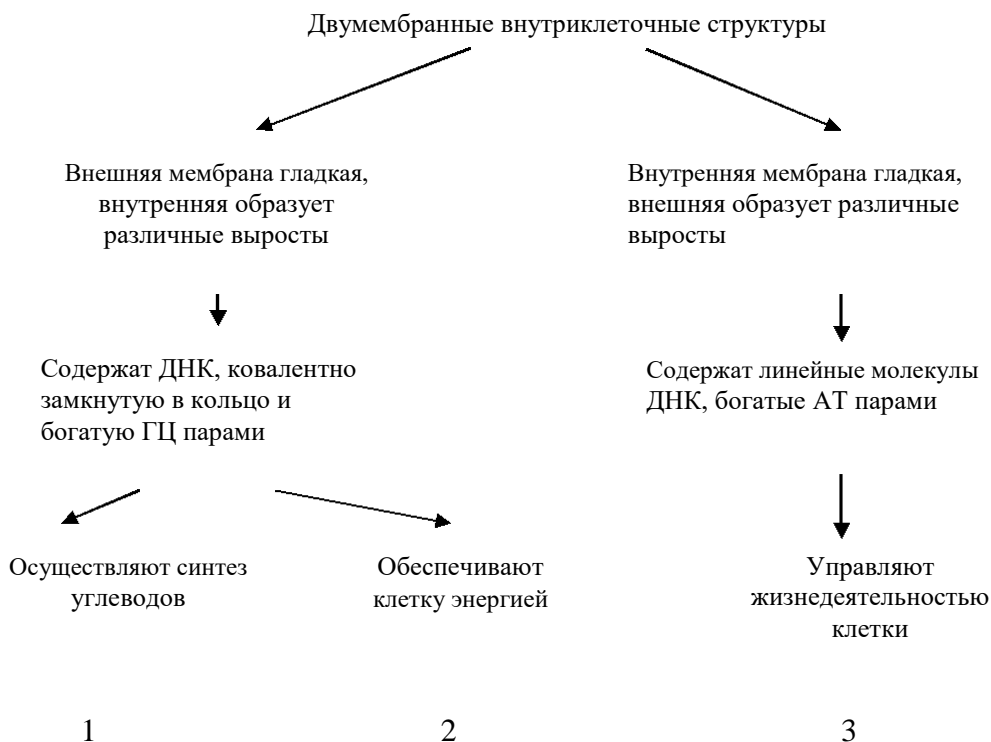 Двумембранные внутриклеточные структуры
Внешняя мембрана гладкая,
внутренняя образует
различные выросты
Внутренняя мембрана гладкая,
внешняя образует различные
выросты
Содержат ДНК, ковалентно
замкнутую в кольцо и
богатую ГЦ парами
Содержат линейные молекулы
ДНК, богатые АТ парами
Осуществляют синтез
углеводов
Обеспечивают
клетку энергией
Управляют
жизнедеятельностью
клетки
1
2
3